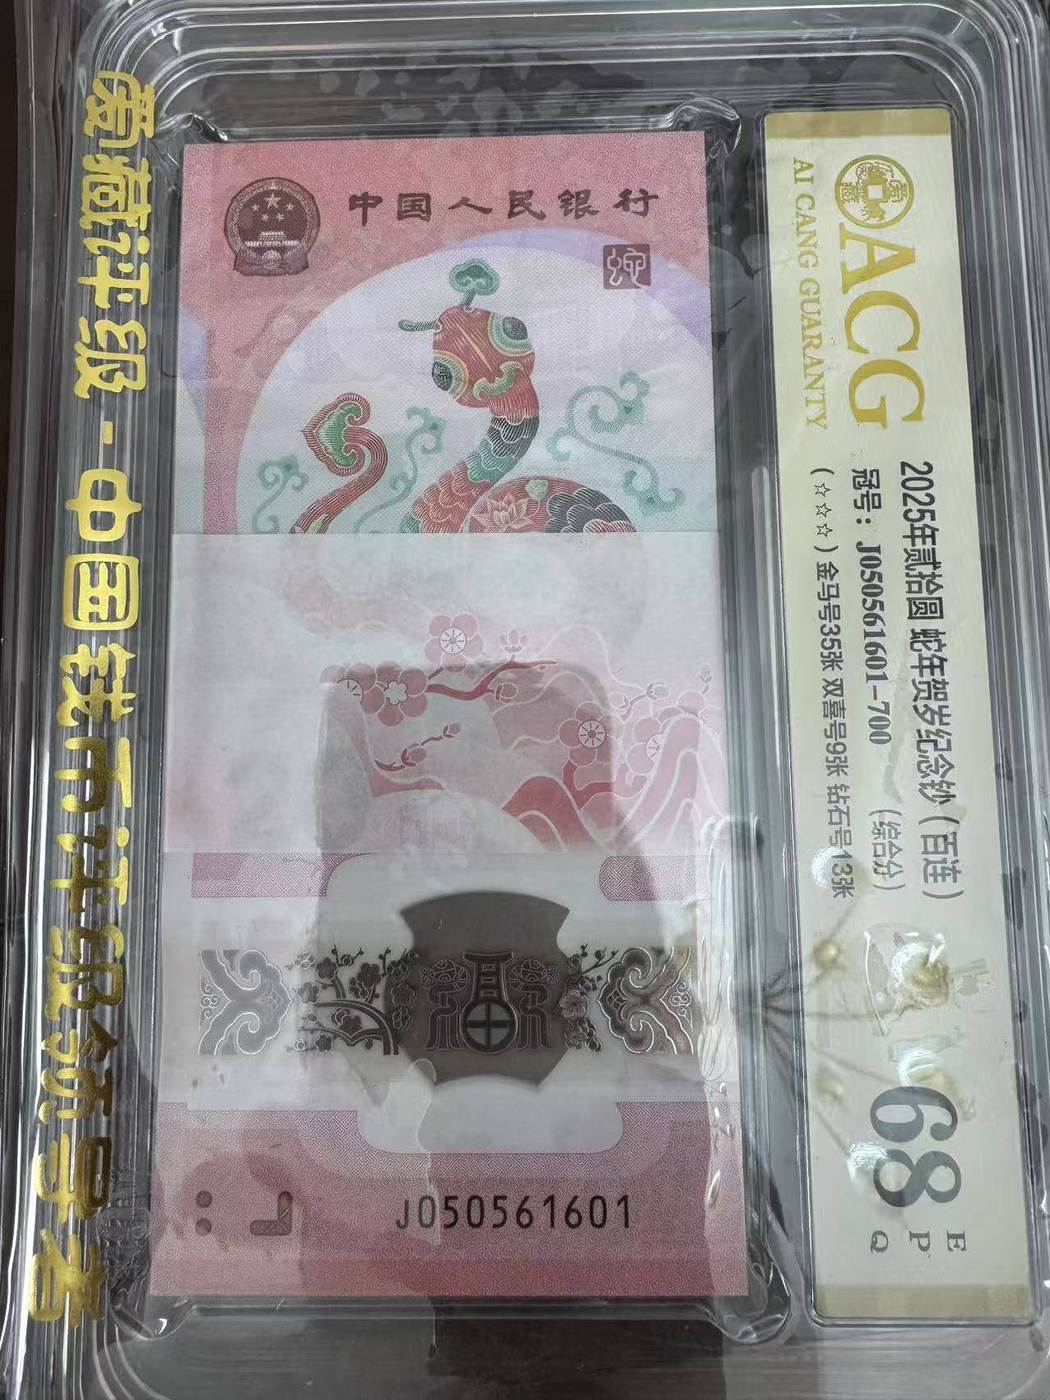 爱藏评级-中国钱币评级领导者
中国人民银行
J050561601
ACG
AI CANG GUARANTY
2025年贰拾圆 蛇年贺岁纪念钞(百连)
冠号:J050561601-700 (综合分)
(☆☆☆)金马号35张 双喜号9张 钻石号13张
68
E
P
Q